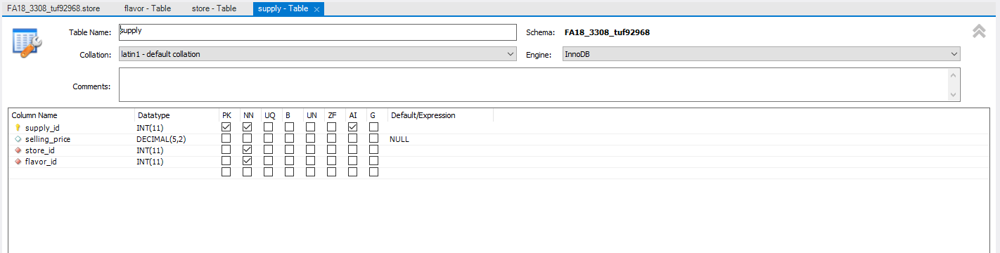 FA18_3308_tuf92968.store flavor - Table store - Table supply - Table
Table Name: supply Schema: FA18_3308_tuf92968
Collation: latin1 - default collation Engine: InnoDB
Comments:
Column Name Datatype PK NN UQ B UN ZF AI G Default/Expression
supply_id INT(11)
selling_price DECIMAL(5,2) NULL
store_id INT(11)
flavor_id INT(11)